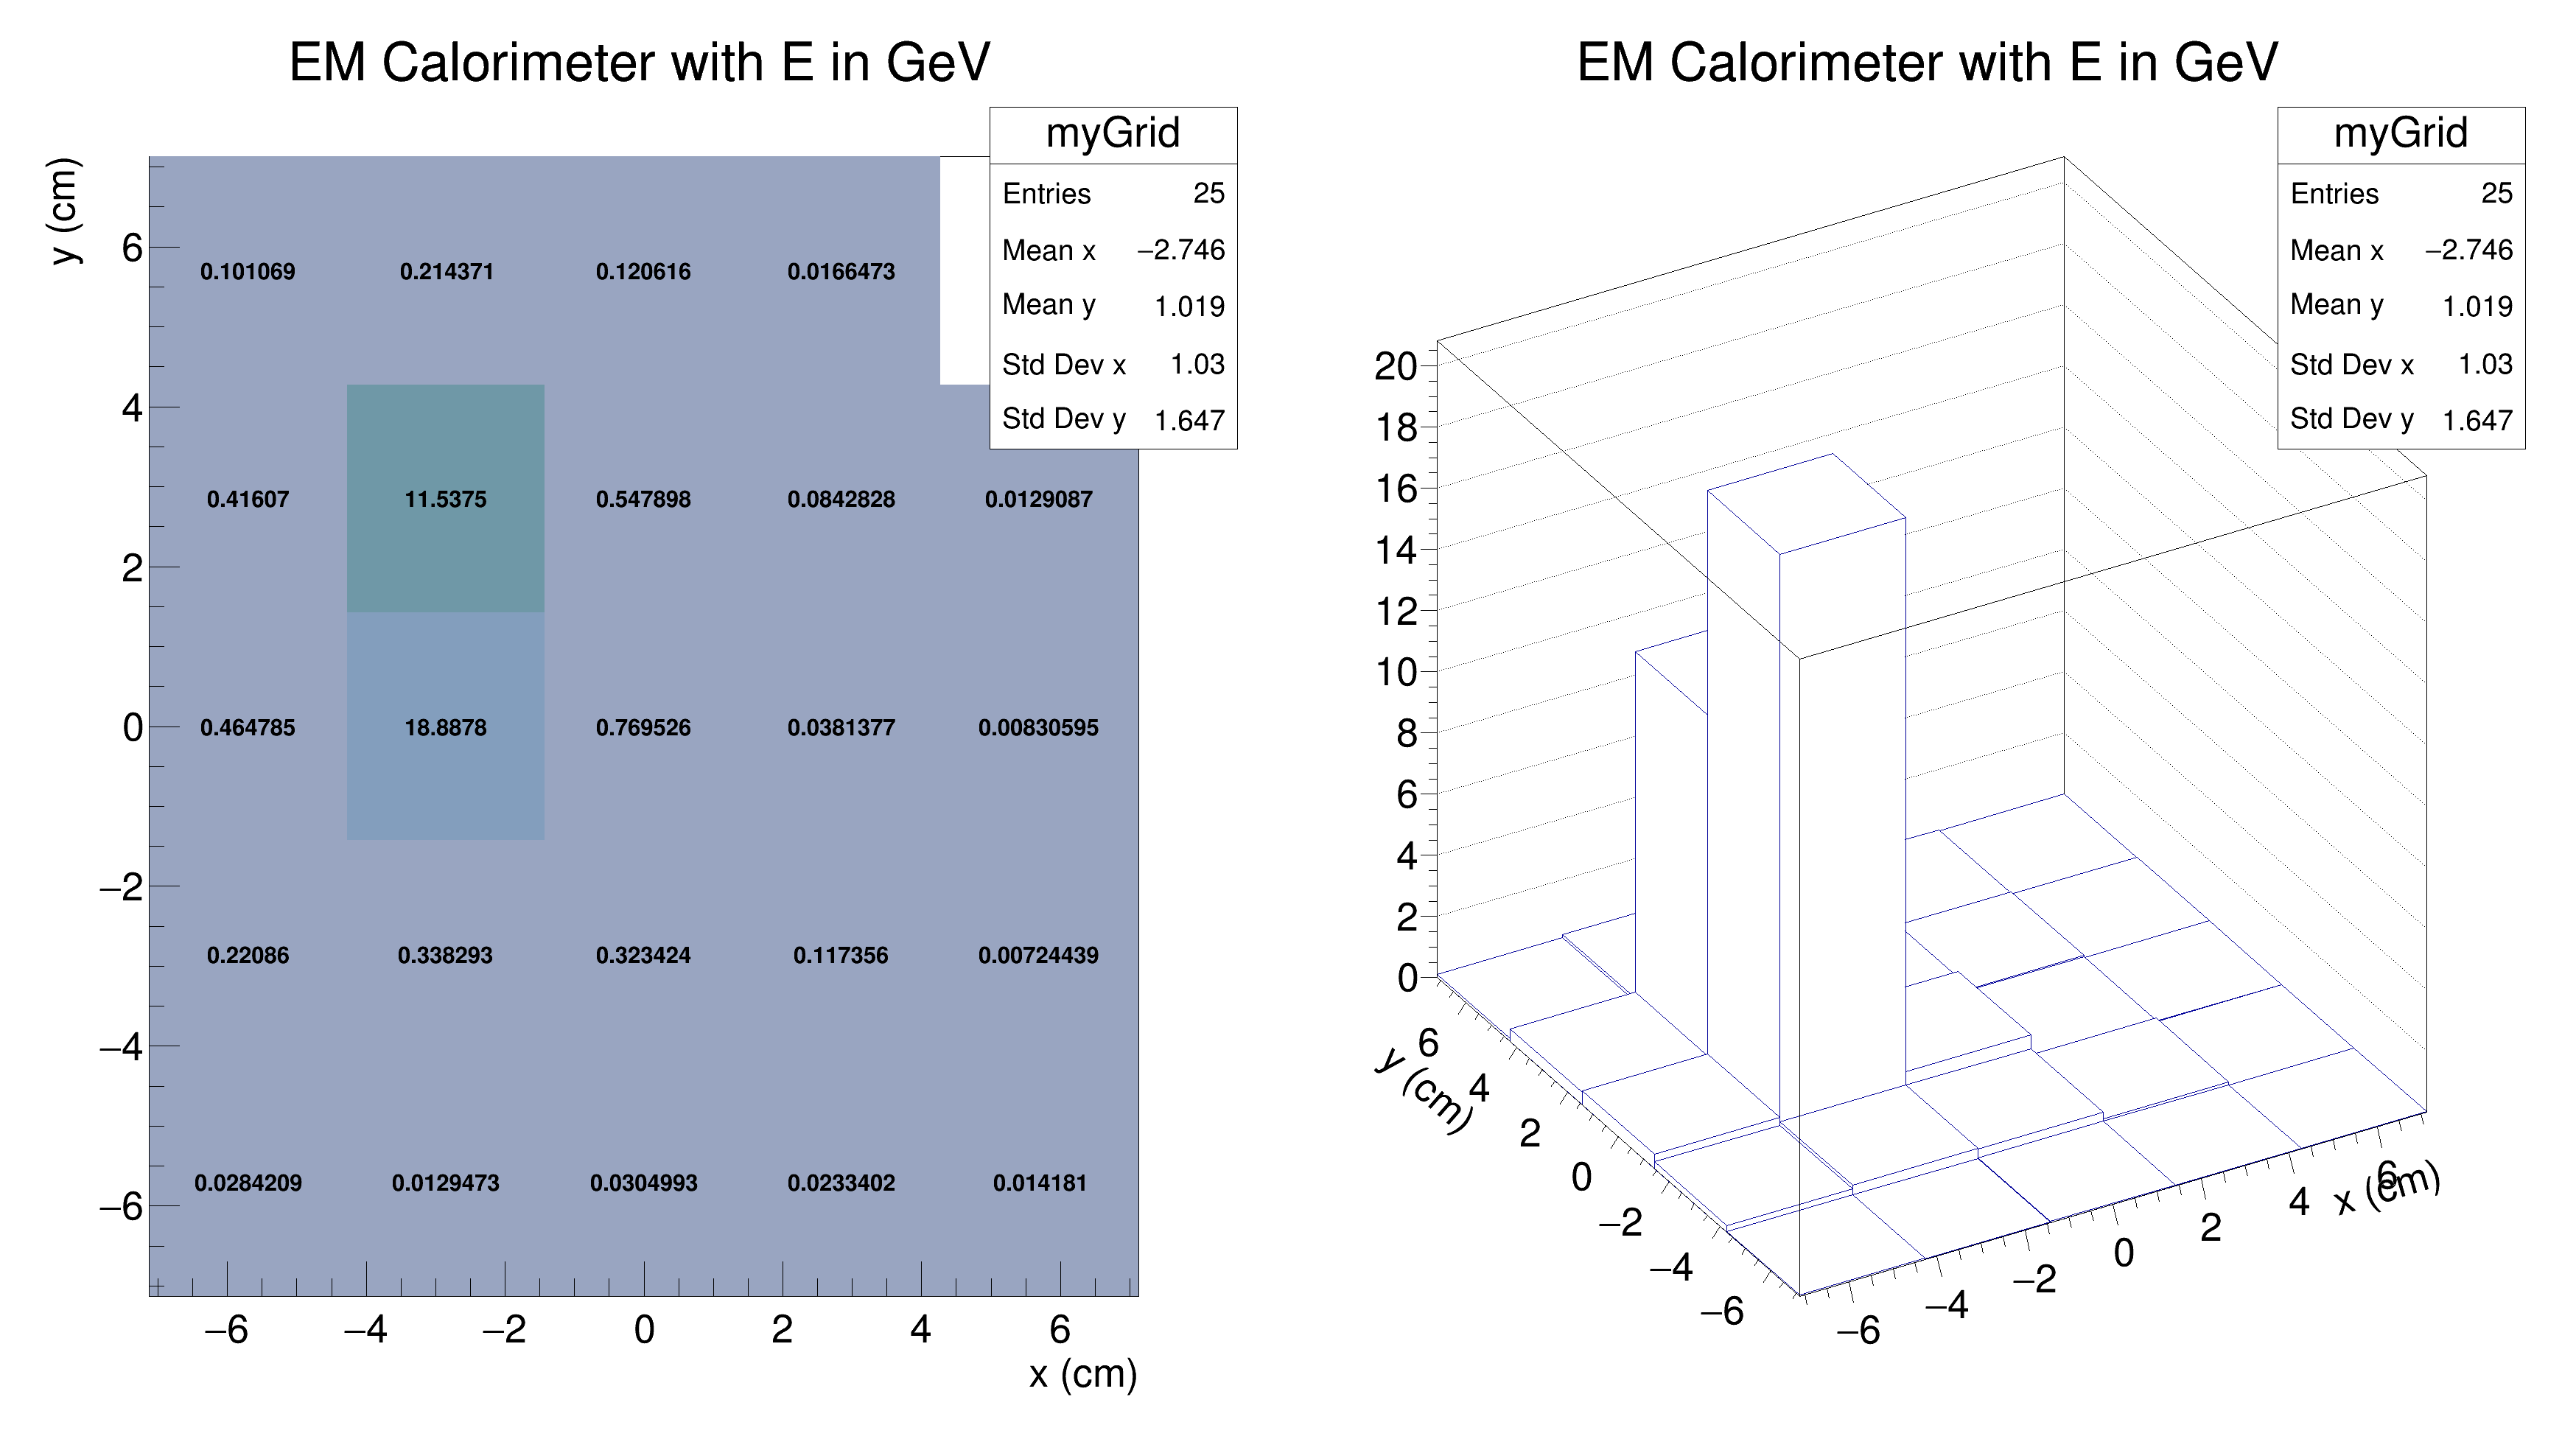 EM Calorimeter with E in GeV
myGrid
Entries 25
Mean x −2.746
Mean y 1.019
Std Dev x 1.03
Std Dev y 1.647
y (cm)
6
4
2
0
−2
−4
−6
0.101069 0.214371 0.120616 0.0166473
0.41607 11.5375 0.547898 0.0842828 0.0129087
0.464785 18.8878 0.769526 0.0381377 0.00830595
0.22086 0.338293 0.323424 0.117356 0.00724439
0.0284209 0.0129473 0.0304993 0.0233402 0.014181
−6 −4 −2 0 2 4 6
x (cm)
EM Calorimeter with E in GeV
myGrid
Entries 25
Mean x −2.746
Mean y 1.019
Std Dev x 1.03
Std Dev y 1.647
20
18
16
14
12
10
8
6
4
2
0
6
4
2
0
−2
−4
−6
y (cm)
−6
−4
−2
0
2
4
6
x (cm)